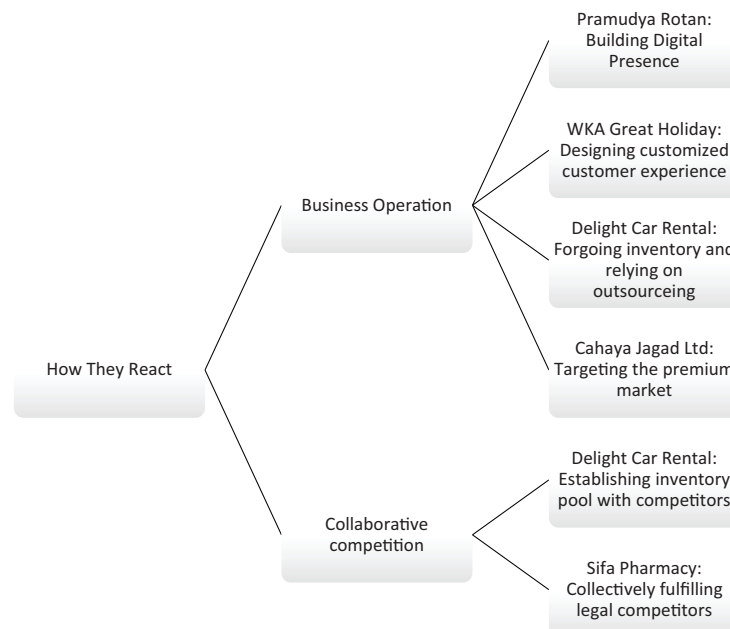 Pramudya Rotan:
Building Digital
Presence
WKA Great Holiday:
Designing customized
customer experience
Business Operation
Delight Car Rental:
Forgoing inventory and
relying on
outsourceing
How They React
Cahaya Jagad Ltd:
Targeting the premium
market
Delight Car Rental:
Establishing inventory
pool with competitors
Collaborative
competition
Sifa Pharmacy:
Collectively fulfilling
legal competitors